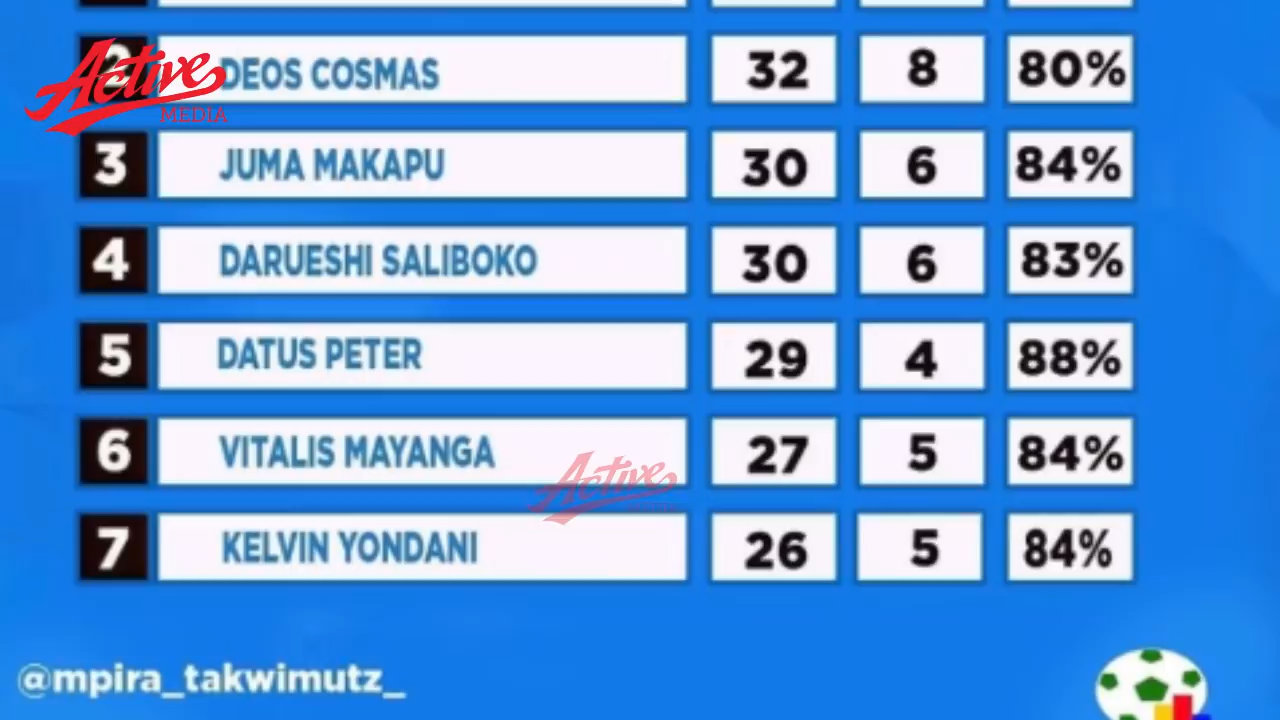 2 DEOS COSMAS 32 8 80%
Active
MEDIA
3 JUMA MAKAPU 30 6 84%
4 DARUESHI SALIBOKO 30 6 83%
5 DATUS PETER 29 4 88%
6 VITALIS MAYANGA 27 5 84%
Active
7 KELVIN YONDANI 26 5 84%
@mpira_takwimutz_